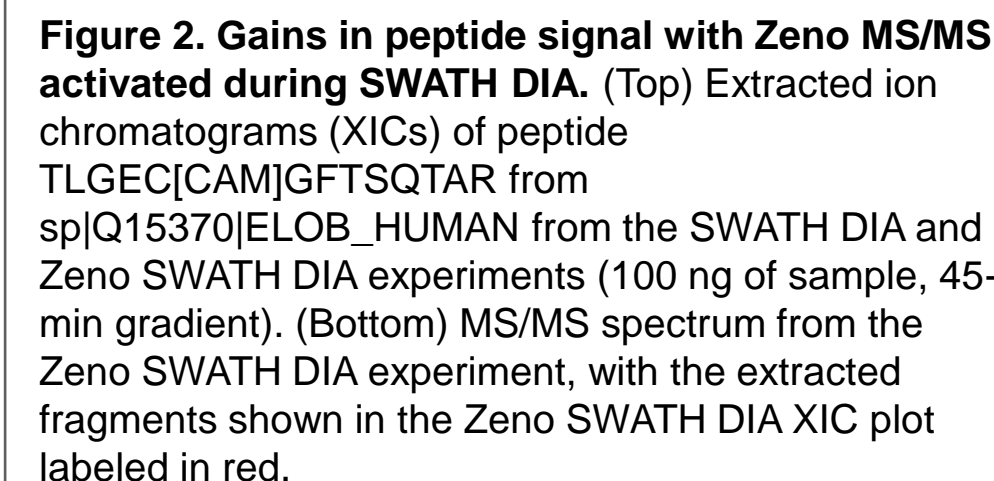 Figure 2. Gains in peptide signal with Zeno MS/MS
activated during SWATH DIA. (Top) Extracted ion
chromatograms (XICs) of peptide
TLGEC[CAM]GFTSQTAR from
sp|Q15370|ELOB_HUMAN from the SWATH DIA and
Zeno SWATH DIA experiments (100 ng of sample, 45-
min gradient). (Bottom) MS/MS spectrum from the
Zeno SWATH DIA experiment, with the extracted
fragments shown in the Zeno SWATH DIA XIC plot
labeled in red.